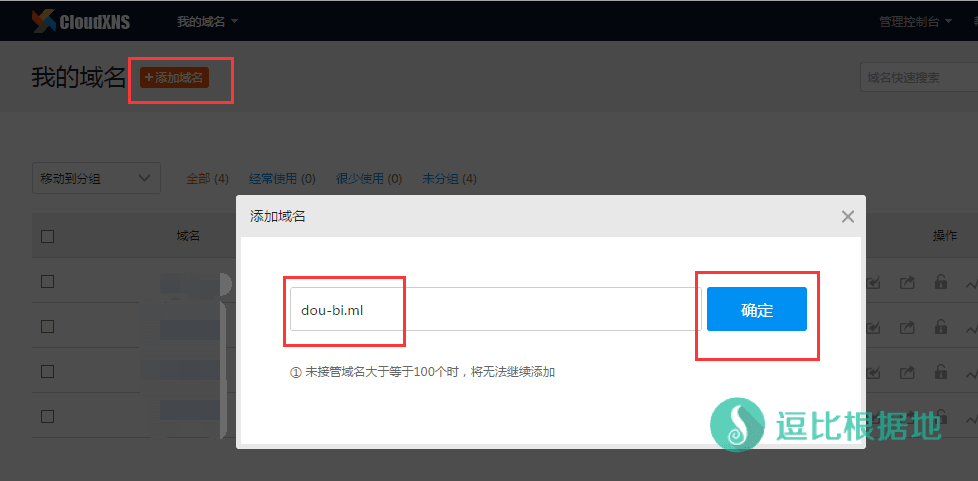 CloudXNS 我的域名 管理控制台
我的域名 +添加域名 域名快速搜索
移动到分组 全部 (4) 经常使用 (0) 很少使用 (0) 未分组 (4)
添加域名
域名 操作
dou-bi.ml 确定
① 未接管域名大于等于100个时，将无法继续添加
逗比根据地